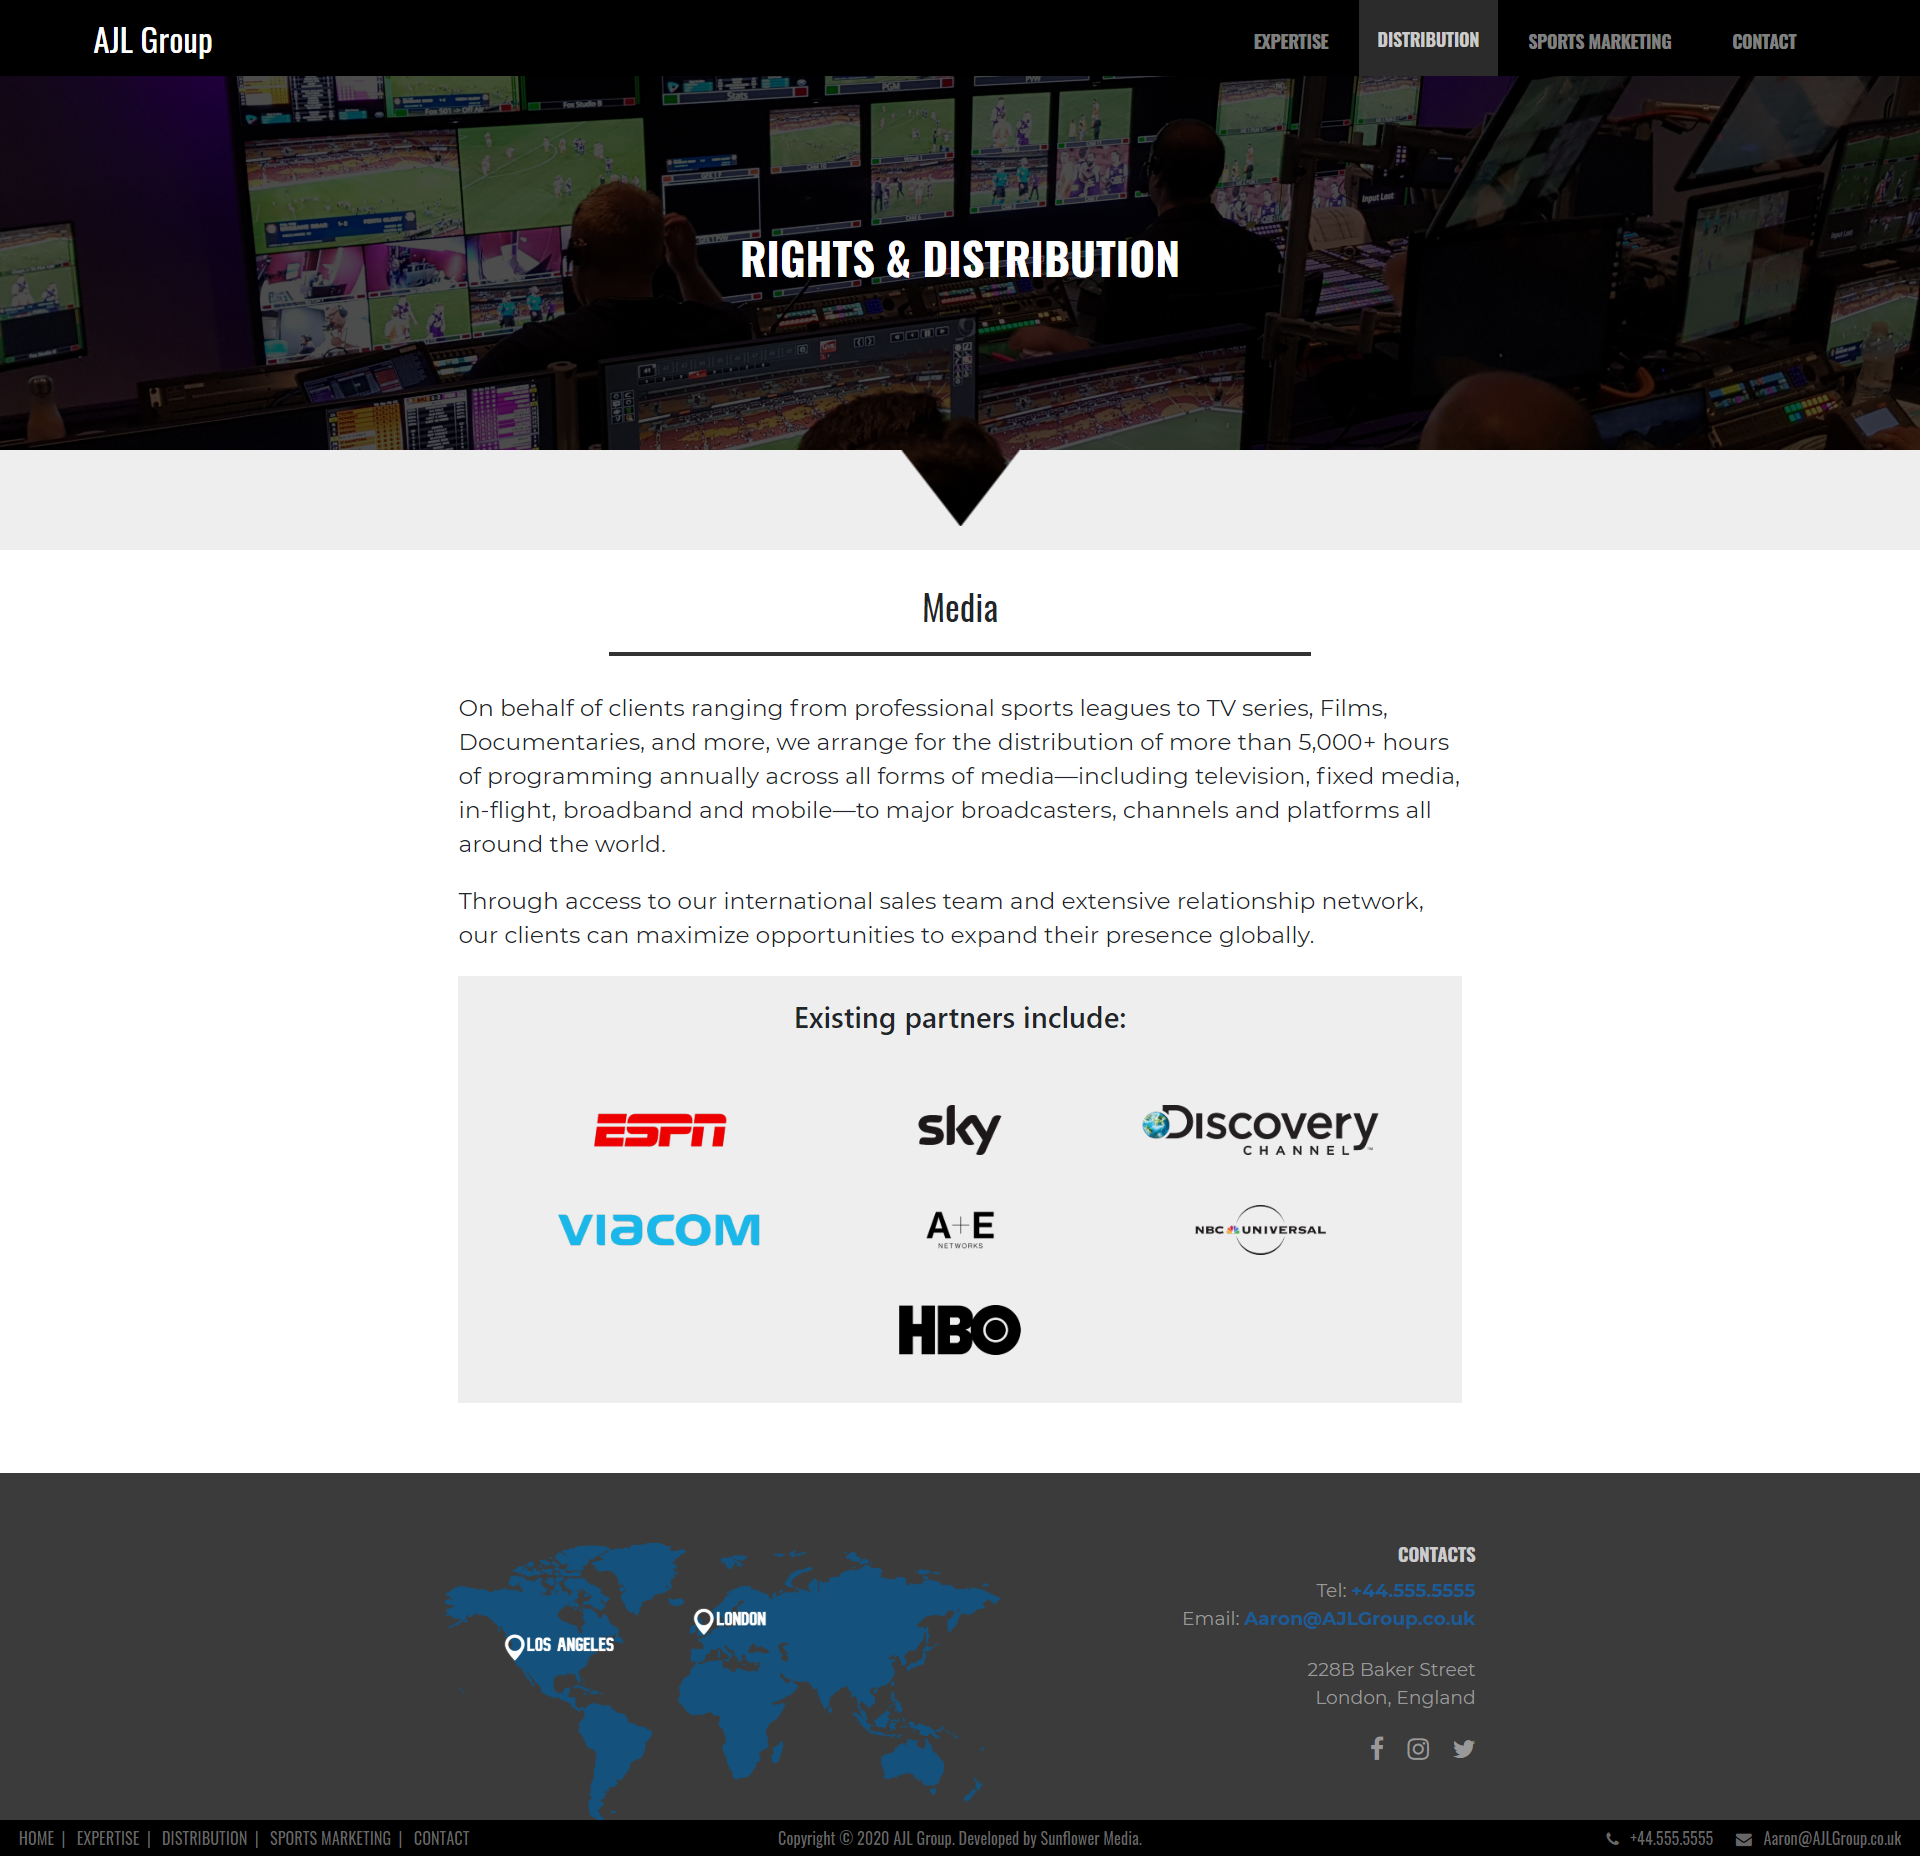 AJL Group
EXPERTISE
DISTRIBUTION
SPORTS MARKETING
CONTACT
Fox Studio B
Stats
PGM
Input Lost
RIGHTS & DISTRIBUTION
Media
On behalf of clients ranging from professional sports leagues to TV series, Films,
Documentaries, and more, we arrange for the distribution of more than 5,000+ hours
of programming annually across all forms of media—including television, fixed media,
in-flight, broadband and mobile—to major broadcasters, channels and platforms all
around the world.
Through access to our international sales team and extensive relationship network,
our clients can maximize opportunities to expand their presence globally.
Existing partners include:
ESPN
sky
Discovery
CHANNEL
VIACOM
A+E
NETWORKS
NBC UNIVERSAL
HBO
LONDON
LOS ANGELES
CONTACTS
Tel: +44.555.5555
Email: Aaron@AJLGroup.co.uk
228B Baker Street
London, England
HOME | EXPERTISE | DISTRIBUTION | SPORTS MARKETING | CONTACT
Copyright © 2020 AJL Group. Developed by Sunflower Media.
+44.555.5555
Aaron@AJLGroup.co.uk